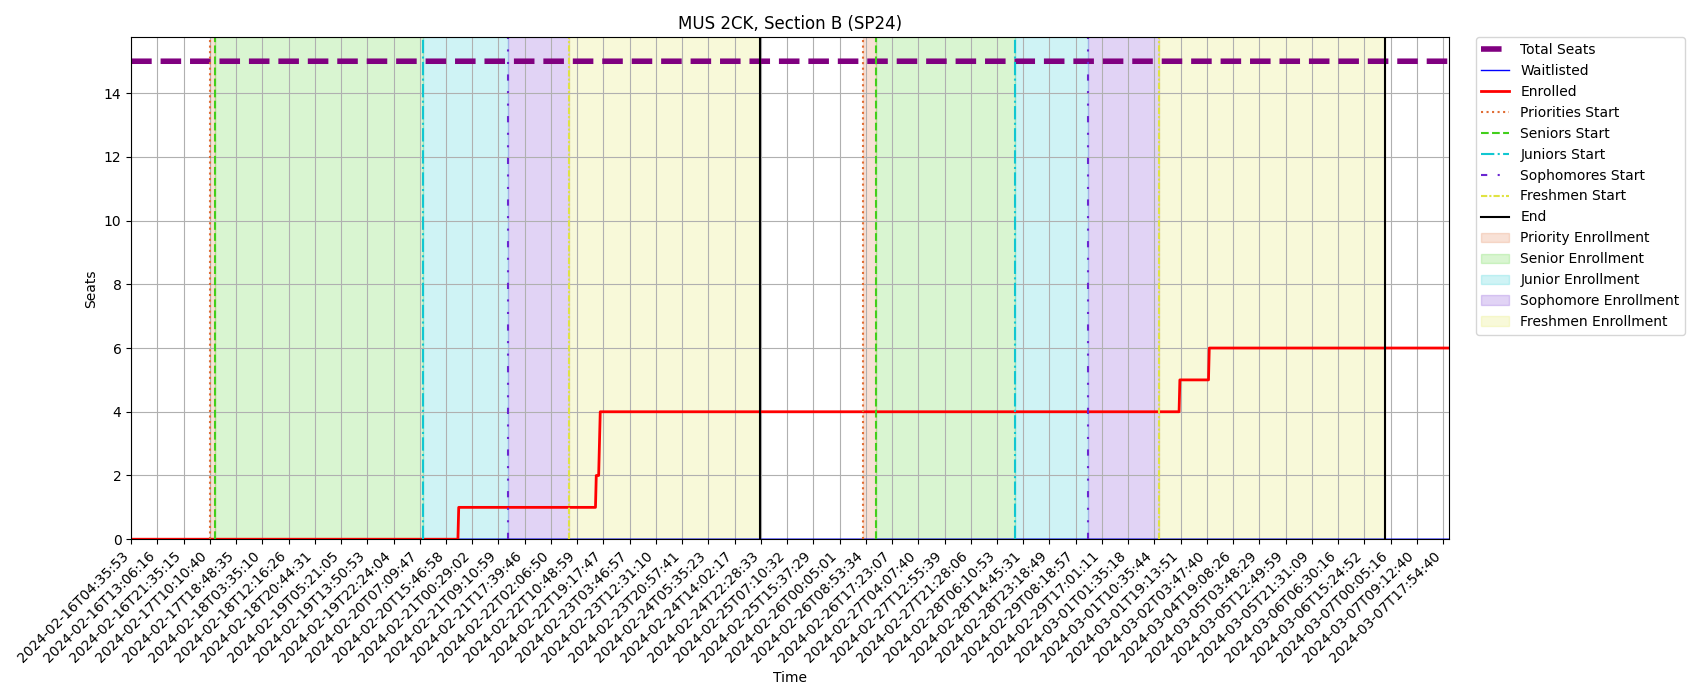 MUS 2CK, Section B (SP24)
Total Seats
Waitlisted
Enrolled
Priorities Start
Seniors Start
Juniors Start
Sophomores Start
Freshmen Start
End
Priority Enrollment
Senior Enrollment
Junior Enrollment
Sophomore Enrollment
Freshmen Enrollment
Seats
14
12
10
8
6
4
2
0
2024-02-16T04:35:53
2024-02-16T13:06:16
2024-02-16T21:35:15
2024-02-17T10:10:40
2024-02-17T18:48:35
2024-02-18T03:35:10
2024-02-18T12:16:26
2024-02-18T20:44:31
2024-02-19T05:21:05
2024-02-19T13:50:53
2024-02-19T22:24:04
2024-02-20T07:09:47
2024-02-20T15:46:58
2024-02-21T00:29:02
2024-02-21T09:10:59
2024-02-21T17:39:46
2024-02-22T02:06:50
2024-02-22T10:48:59
2024-02-22T19:17:47
2024-02-23T03:46:57
2024-02-23T12:31:10
2024-02-23T20:57:41
2024-02-24T05:35:23
2024-02-24T14:02:17
2024-02-24T22:28:33
2024-02-25T07:10:32
2024-02-25T15:37:29
2024-02-26T00:05:01
2024-02-26T08:53:34
2024-02-26T17:23:07
2024-02-27T04:07:40
2024-02-27T12:55:39
2024-02-27T21:28:06
2024-02-28T06:10:53
2024-02-28T14:45:31
2024-02-28T23:18:49
2024-02-29T08:18:57
2024-02-29T17:01:11
2024-03-01T01:35:18
2024-03-01T10:35:44
2024-03-01T19:13:51
2024-03-02T03:47:40
2024-03-04T19:08:26
2024-03-05T03:48:29
2024-03-05T12:49:59
2024-03-05T21:31:09
2024-03-06T06:30:16
2024-03-06T15:24:52
2024-03-07T00:05:16
2024-03-07T09:12:40
2024-03-07T17:54:40
Time